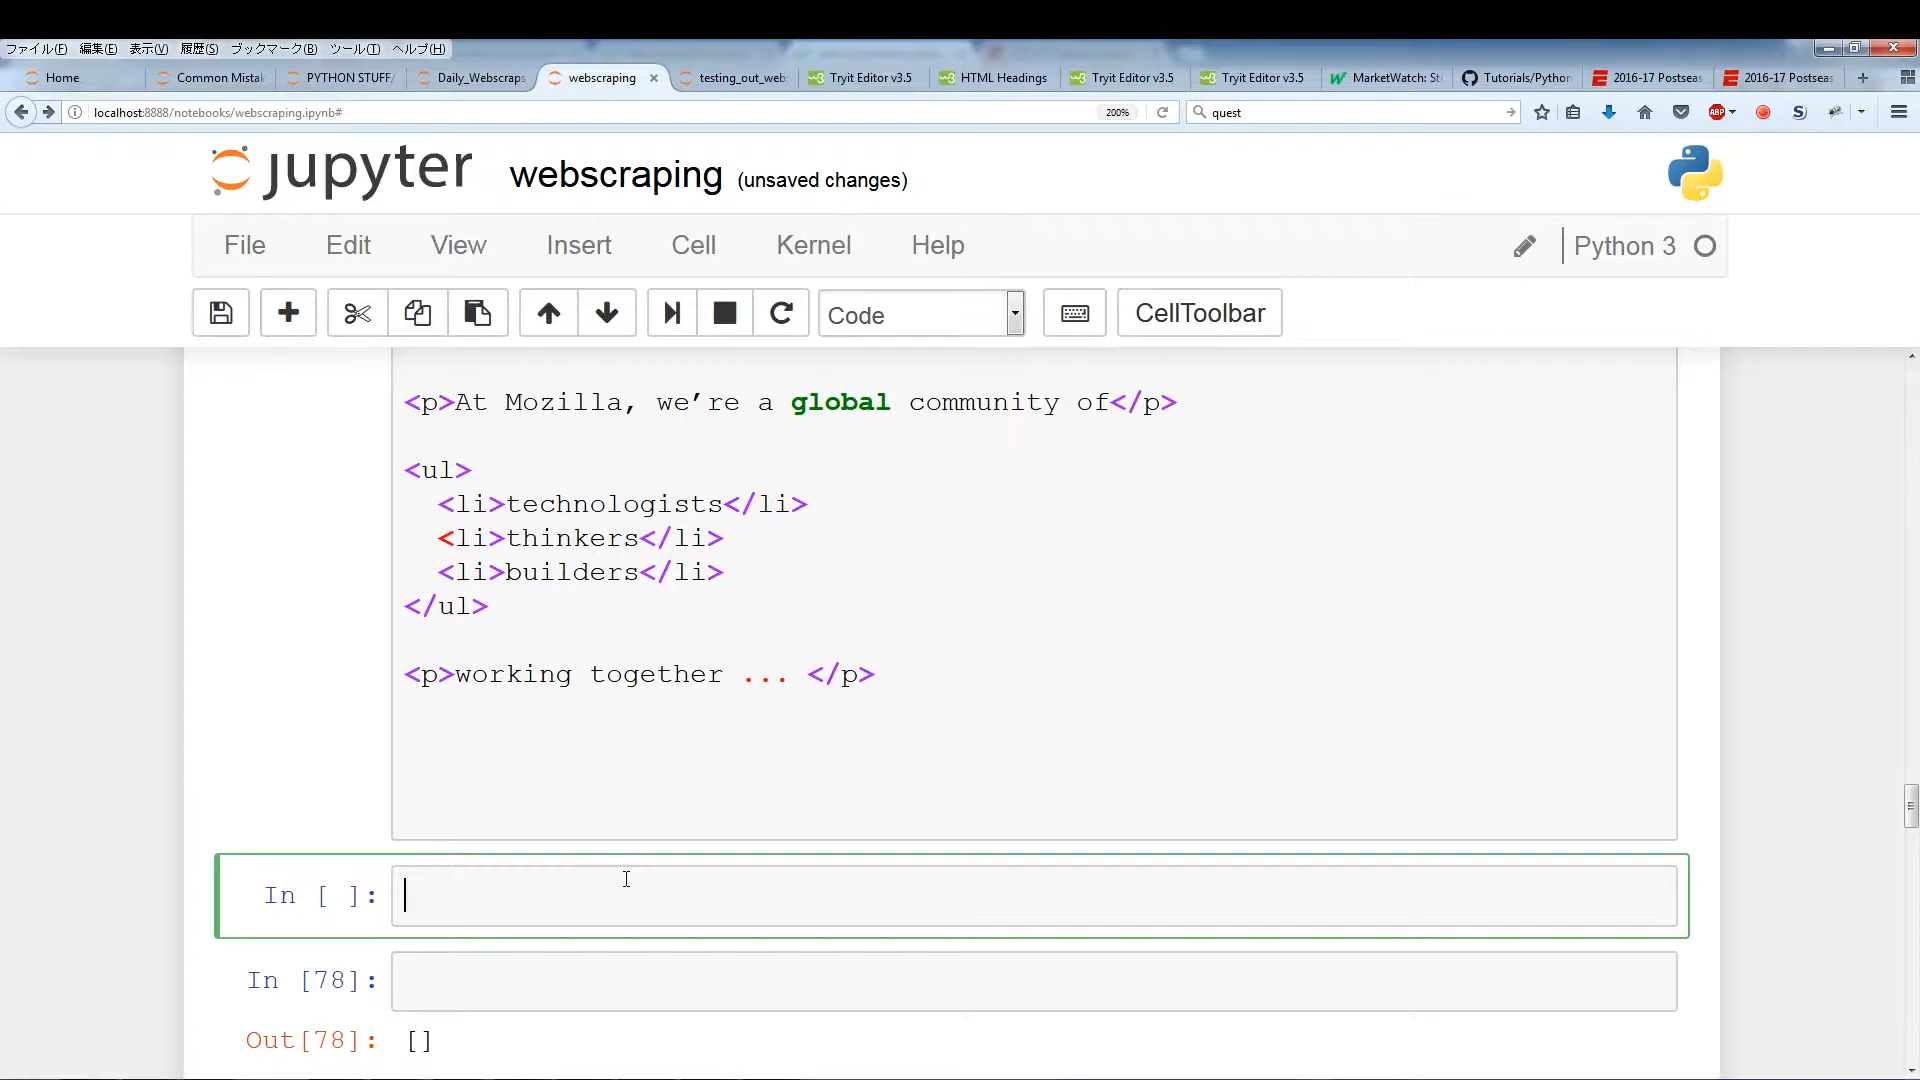 ファイル(F) 編集(E) 表示(V) 履歴(S) ブックマーク(B) ツール(T) ヘルプ(H)
Home Common Mistak PYTHON STUFF/ Daily_Webscraps webscraping testing_out_web Tryit Editor v3.5 HTML Headings Tryit Editor v3.5 Tryit Editor v3.5 MarketWatch: St Tutorials/Python 2016-17 Postseas 2016-17 Postseas
localhost:8888/notebooks/webscraping.ipynb# 200% quest
jupyter webscraping (unsaved changes)
File Edit View Insert Cell Kernel Help Python 3
Code CellToolbar
<p>At Mozilla, we’re a global community of</p>
<ul>
<li>technologists</li>
<li>thinkers</li>
<li>builders</li>
</ul>
<p>working together ... </p>
In [ ]:
In [78]:
Out[78]: []